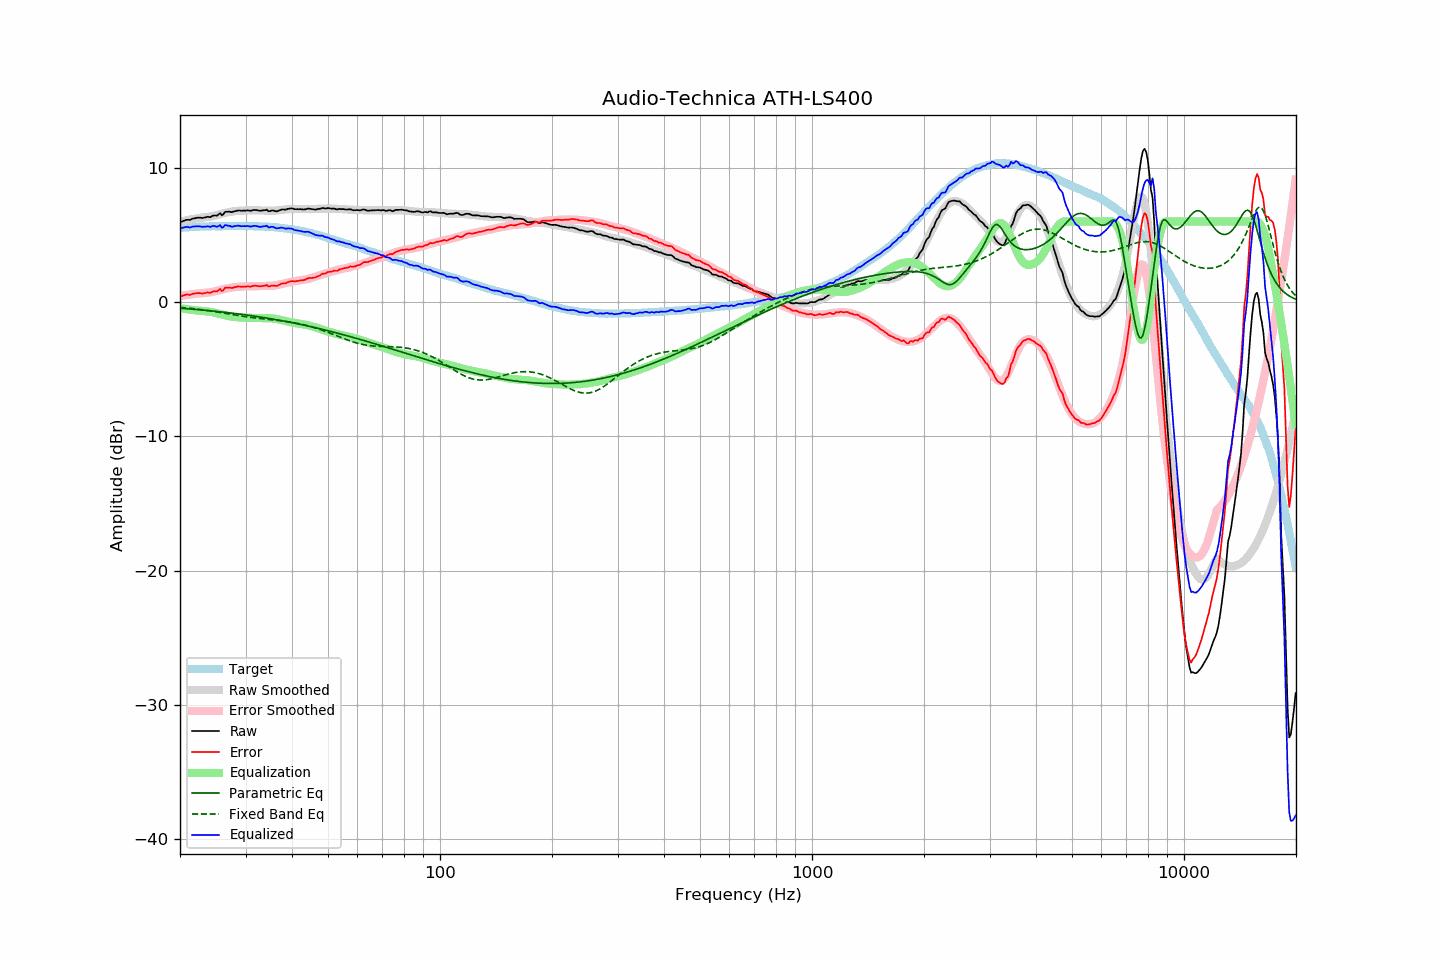 Audio-Technica ATH-LS400
10
0
−10
−20
−30
−40
Amplitude (dBr)
Target
Raw Smoothed
Error Smoothed
Raw
Error
Equalization
Parametric Eq
Fixed Band Eq
Equalized
100
1000
10000
Frequency (Hz)